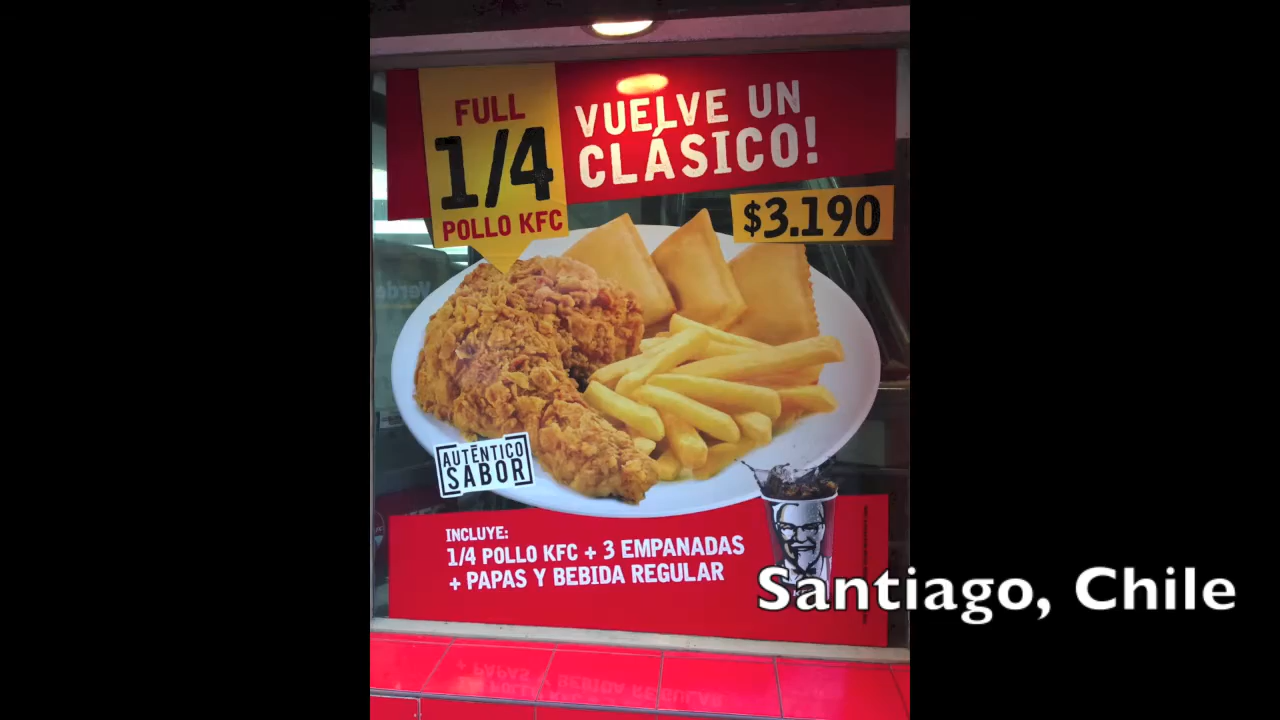 FULL
1/4
POLLO KFC
VUELVE UN
CLÁSICO!
$3.190
AUTÉNTICO
SABOR
INCLUYE:
1/4 POLLO KFC + 3 EMPANADAS
+ PAPAS Y BEBIDA REGULAR
Santiago, Chile